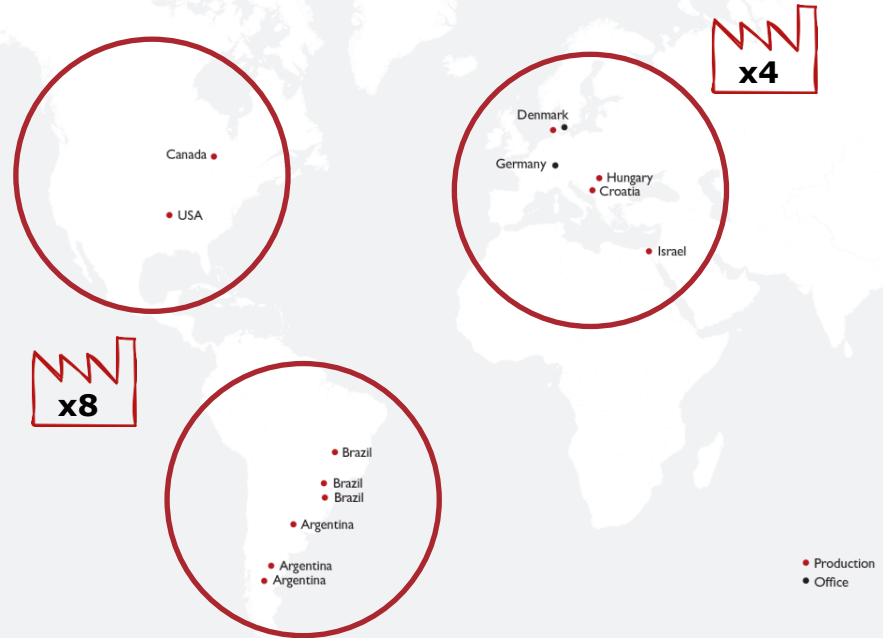 x4
Denmark
Canada
Germany
Hungary
Croatia
USA
Israel
x8
Brazil
Brazil
Brazil
Argentina
Argentina
Argentina
Production
Office